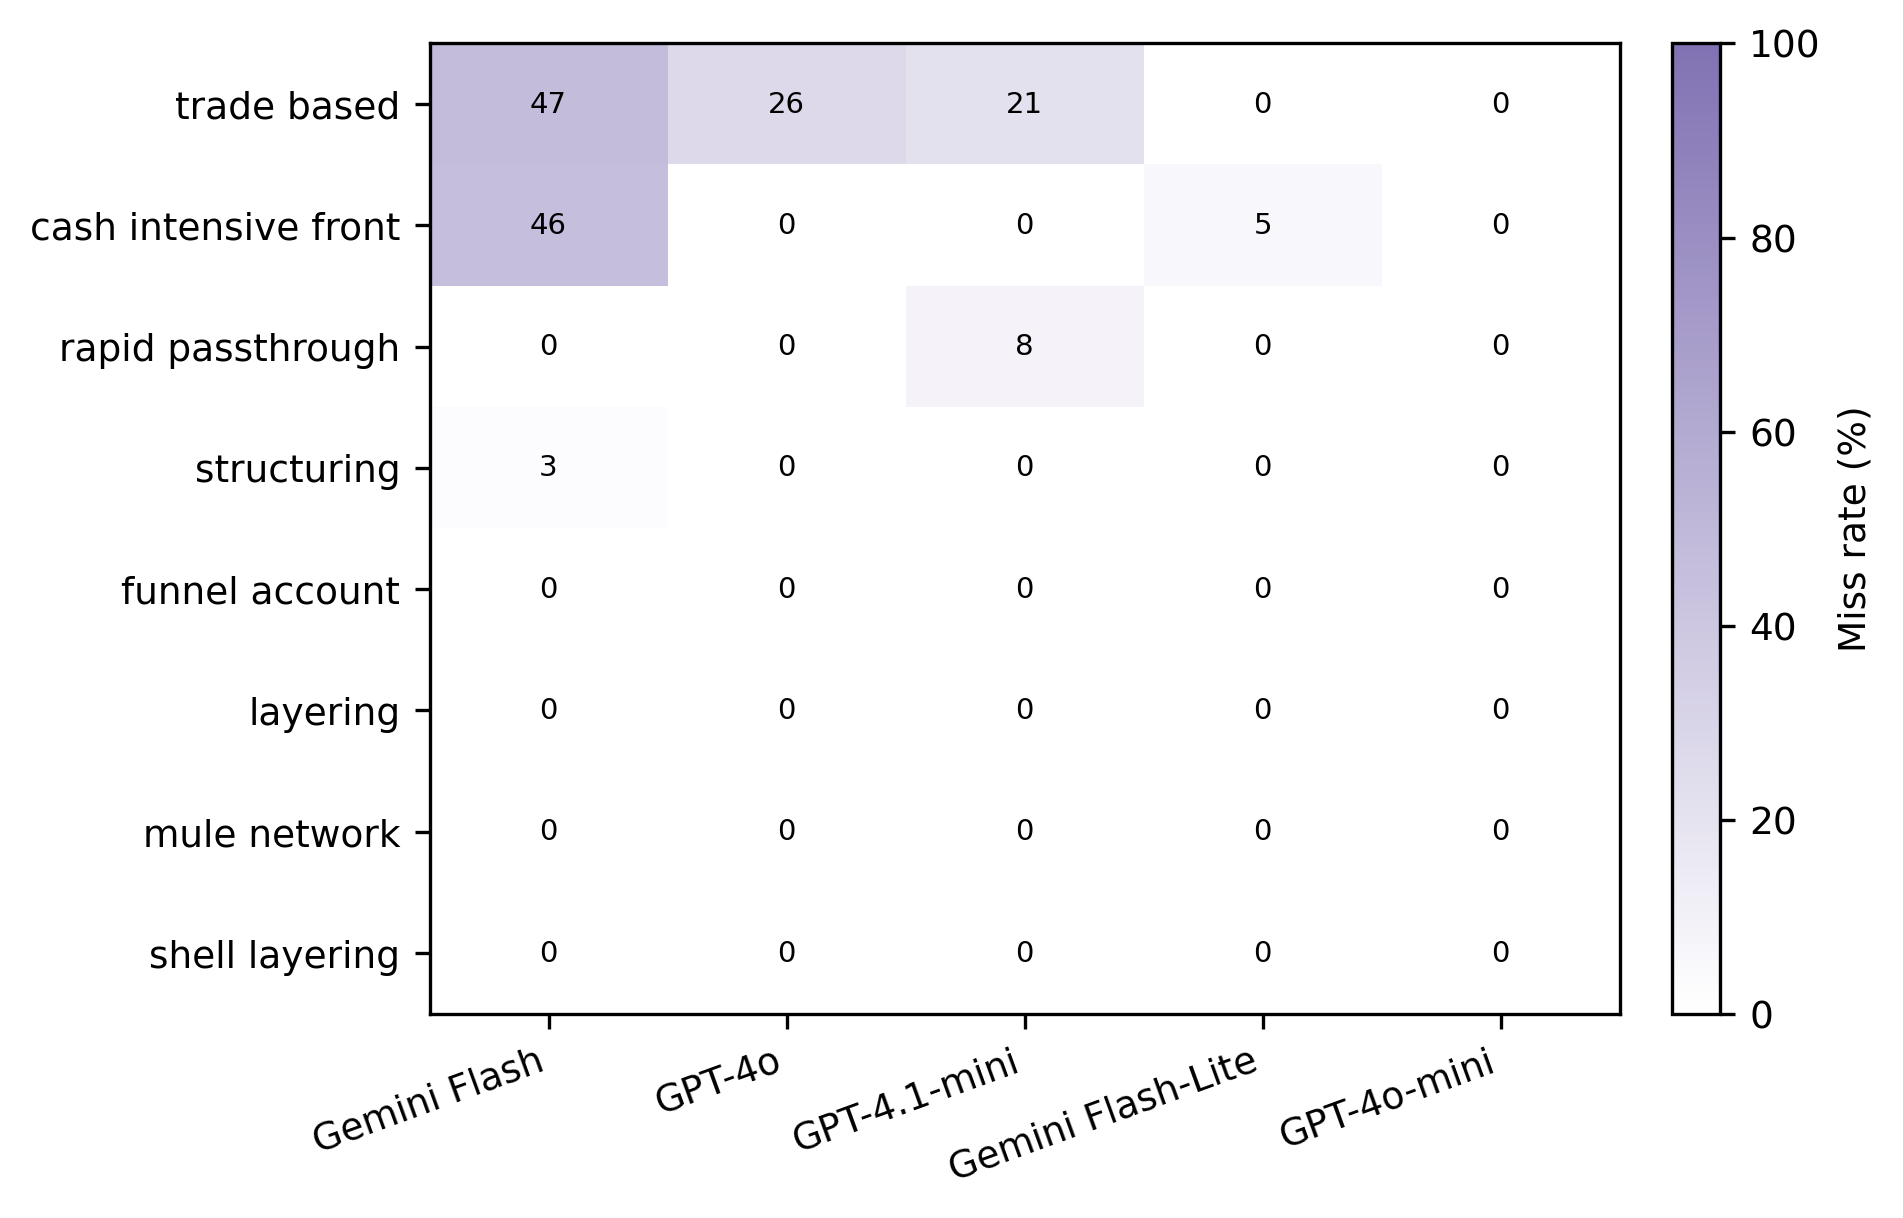 trade based 47 26 21 0 0
cash intensive front 46 0 0 5 0
rapid passthrough 0 0 8 0 0
structuring 3 0 0 0 0
funnel account 0 0 0 0 0
layering 0 0 0 0 0
mule network 0 0 0 0 0
shell layering 0 0 0 0 0
Gemini Flash
GPT-4o
GPT-4.1-mini
Gemini Flash-Lite
GPT-4o-mini
100
80
60
40
20
0
Miss rate (%)